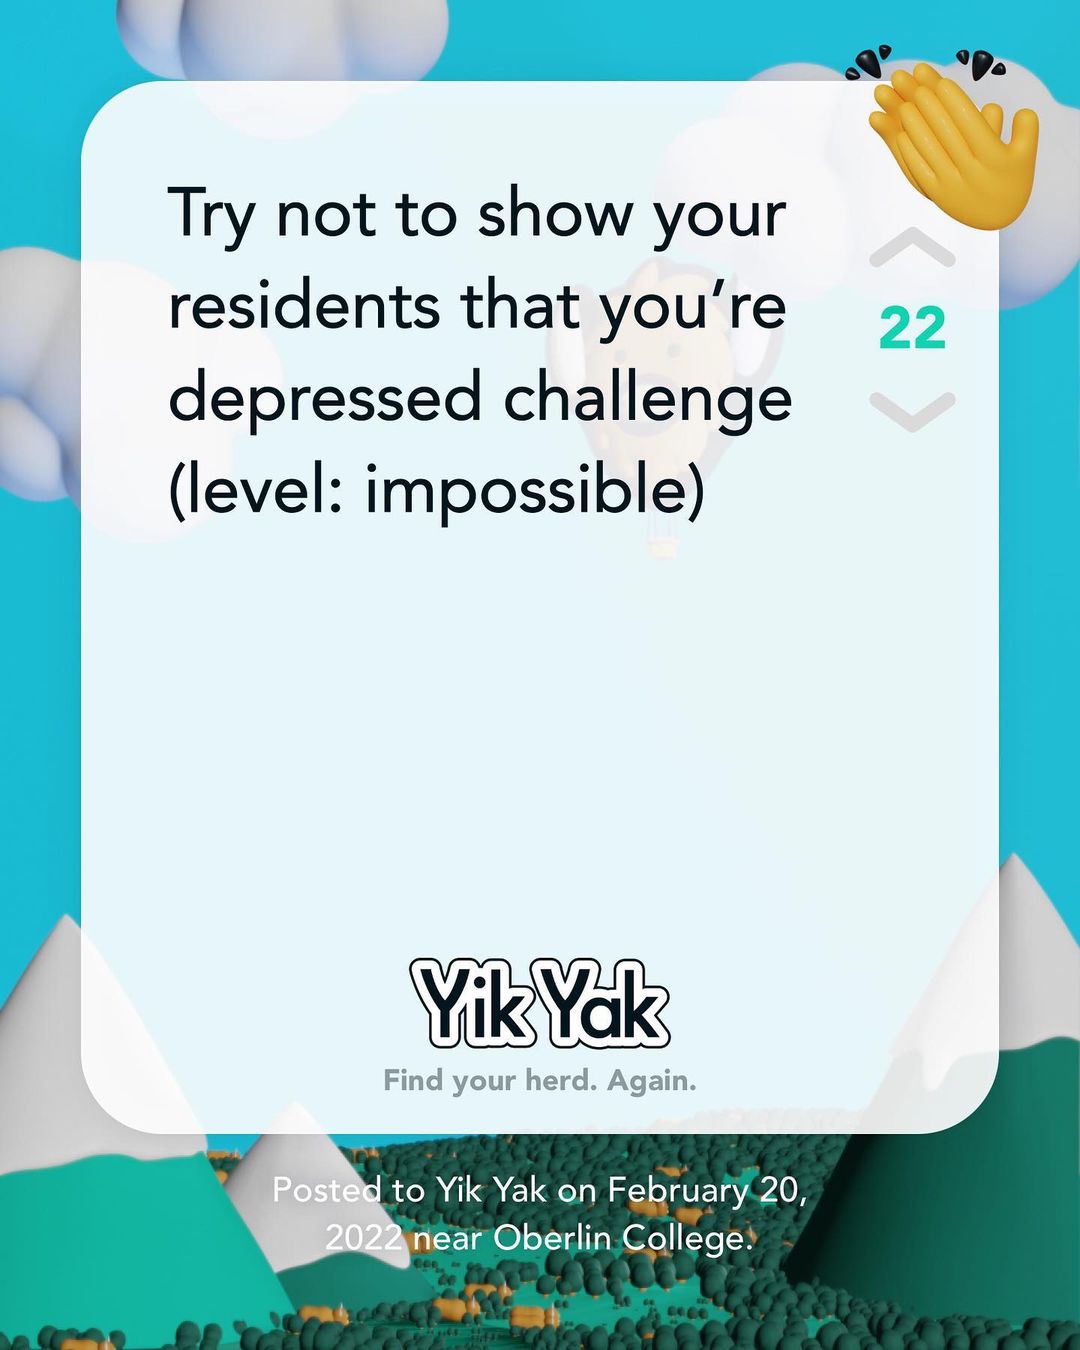 Try not to show your
residents that you’re
depressed challenge
(level: impossible)
22
Yik Yak
Find your herd. Again.
Posted to Yik Yak on February 20,
2022 near Oberlin College.